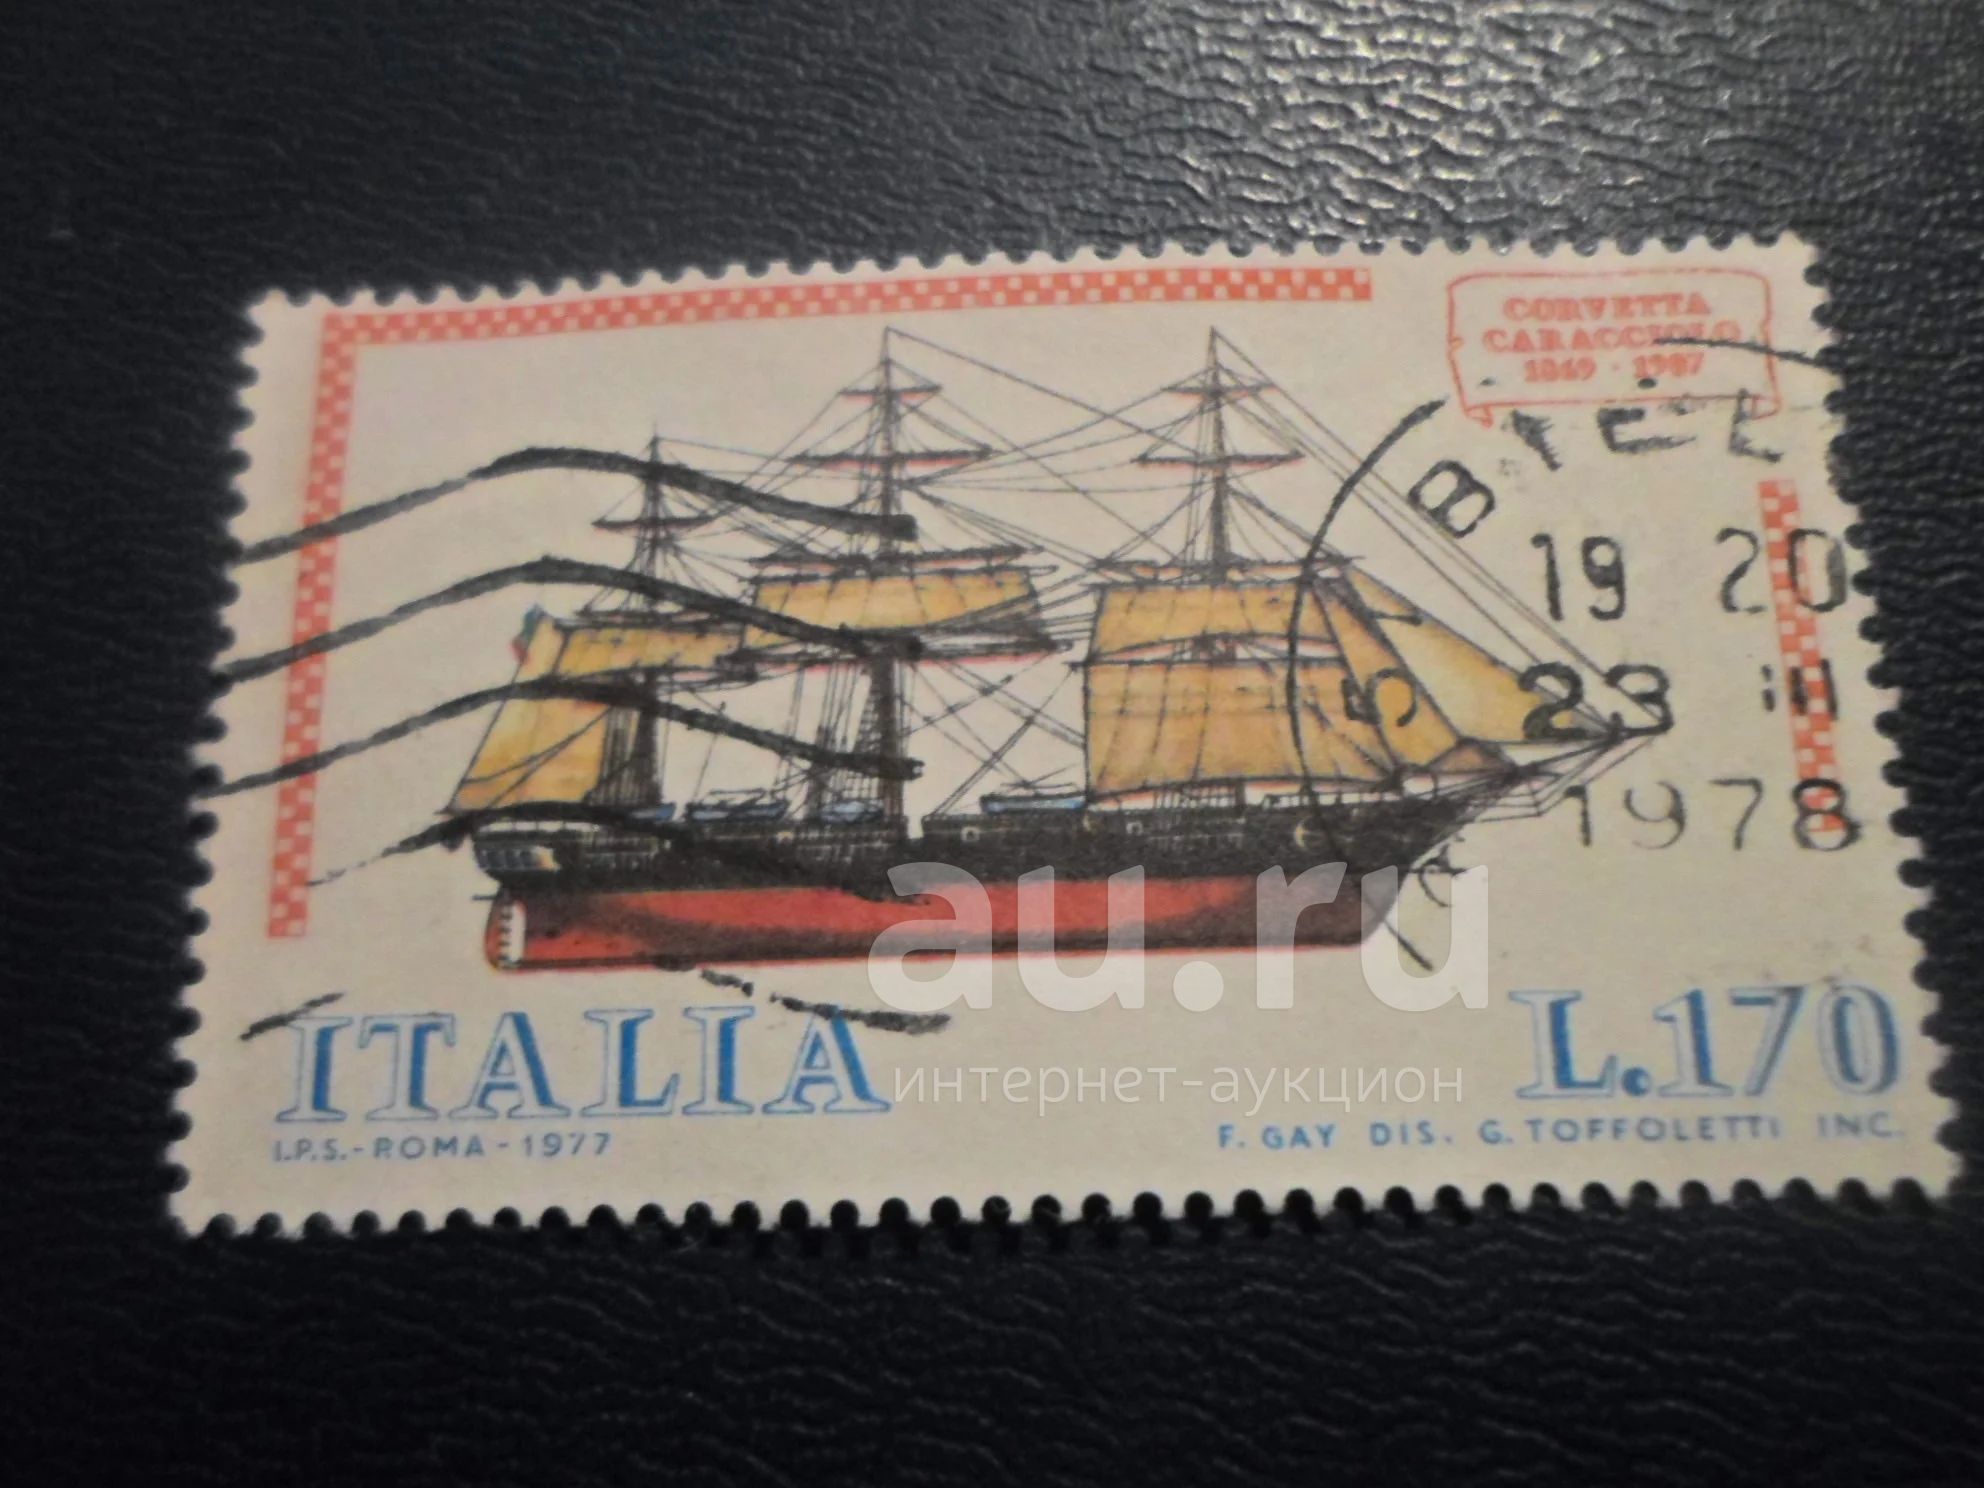 CORVETTA
CARACCIOLO
1869 - 1907
19 20
23 III
1978
au.ru
интернет-аукцион
ITALIA
L.170
I.P.S. - ROMA - 1977
F. GAY DIS. G. TOFFOLETTI INC.